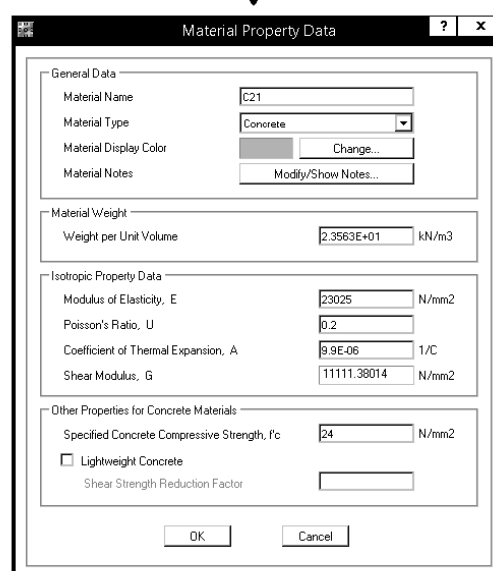 Material Property Data
? x
General Data
Material Name C21
Material Type Concrete
Material Display Color Change...
Material Notes Modify/Show Notes...
Material Weight
Weight per Unit Volume 2.3563E+01 kN/m3
Isotropic Property Data
Modulus of Elasticity, E 23025 N/mm2
Poisson's Ratio, U 0.2
Coefficient of Thermal Expansion, A 9.9E-06 1/C
Shear Modulus, G 11111.38014 N/mm2
Other Properties for Concrete Materials
Specified Concrete Compressive Strength, f'c 24 N/mm2
Lightweight Concrete
Shear Strength Reduction Factor
OK Cancel